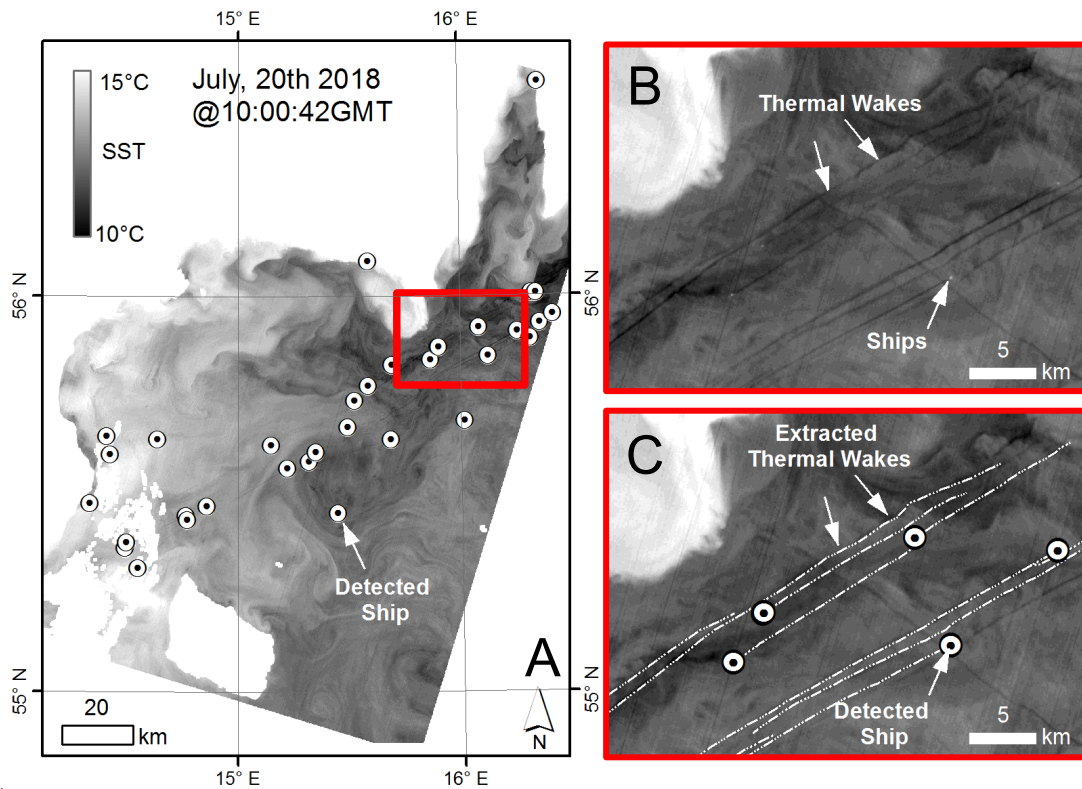 15° E
16° E
15°C
SST
10°C
July, 20th 2018
@10:00:42GMT
56° N
56° N
Detected
Ship
A
N
55° N
55° N
20
km
15° E
16° E
B
Thermal Wakes
Ships
5
km
C
Extracted
Thermal Wakes
Detected
Ship
5
km